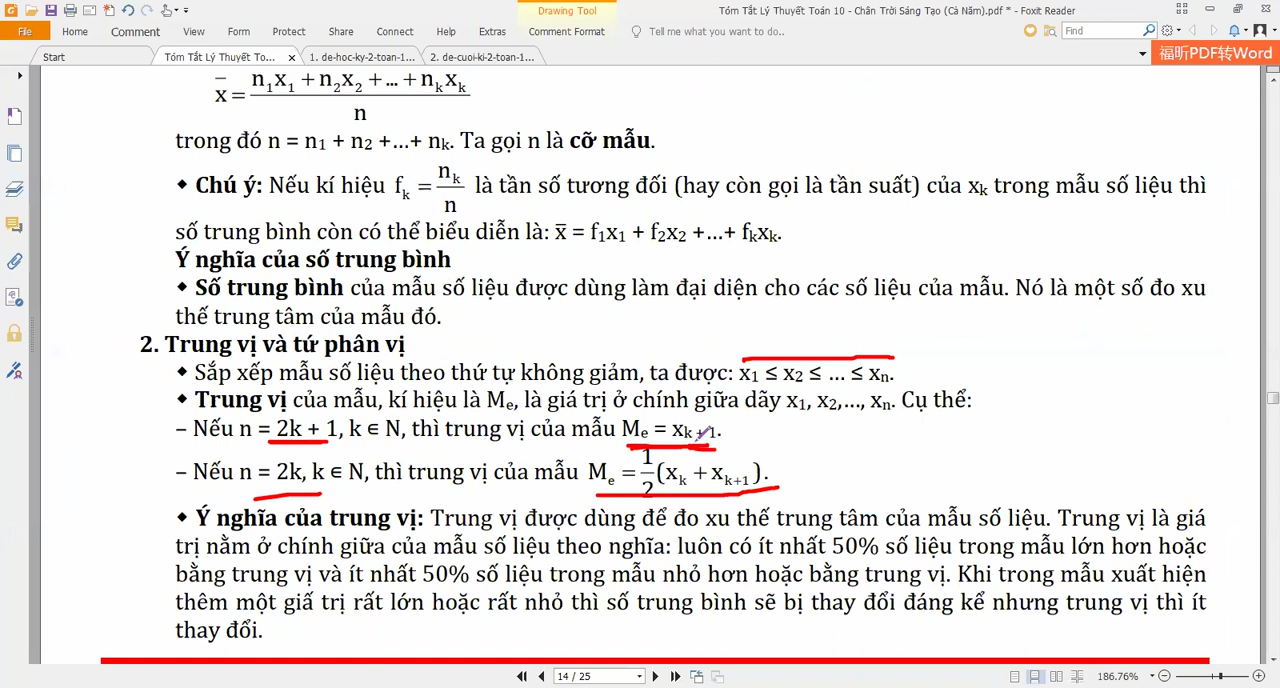 Drawing Tool
Tóm Tắt Lý Thuyết Toán 10 - Chân Trời Sáng Tạo (Cả Năm).pdf * - Foxit Reader
File Home Comment View Form Protect Share Connect Help Extras Comment Format Tell me what you want to do.. Find
Start Tóm Tắt Lý Thuyết To... × 1. de-hoc-ky-2-toan-1... 2. de-cuoi-ki-2-toan-1... 福昕PDF转Word
x̄ = (n₁x₁ + n₂x₂ + ... + nₖxₖ) / n
trong đó n = n₁ + n₂ +...+ nₖ. Ta gọi n là cỡ mẫu.
◆ Chú ý: Nếu kí hiệu fₖ = nₖ / n là tần số tương đối (hay còn gọi là tần suất) của xₖ trong mẫu số liệu thì
số trung bình còn có thể biểu diễn là: x̄ = f₁x₁ + f₂x₂ +...+ fₖxₖ.
Ý nghĩa của số trung bình
◆ Số trung bình của mẫu số liệu được dùng làm đại diện cho các số liệu của mẫu. Nó là một số đo xu
thế trung tâm của mẫu đó.
2. Trung vị và tứ phân vị
◆ Sắp xếp mẫu số liệu theo thứ tự không giảm, ta được: x₁ ≤ x₂ ≤ ... ≤ xₙ.
◆ Trung vị của mẫu, kí hiệu là Mₑ, là giá trị ở chính giữa dãy x₁, x₂,..., xₙ. Cụ thể:
– Nếu n = 2k + 1, k ∈ N, thì trung vị của mẫu Mₑ = xₖ₊₁.
– Nếu n = 2k, k ∈ N, thì trung vị của mẫu Mₑ = 1/2 (xₖ + xₖ₊₁).
◆ Ý nghĩa của trung vị: Trung vị được dùng để đo xu thế trung tâm của mẫu số liệu. Trung vị là giá
trị nằm ở chính giữa của mẫu số liệu theo nghĩa: luôn có ít nhất 50% số liệu trong mẫu lớn hơn hoặc
bằng trung vị và ít nhất 50% số liệu trong mẫu nhỏ hơn hoặc bằng trung vị. Khi trong mẫu xuất hiện
thêm một giấ trị rất lớn hoặc rất nhỏ thì số trung bình sẽ bị thay đổi đáng kể nhưng trung vị thì ít
thay đổi.
14 / 25 186.76%